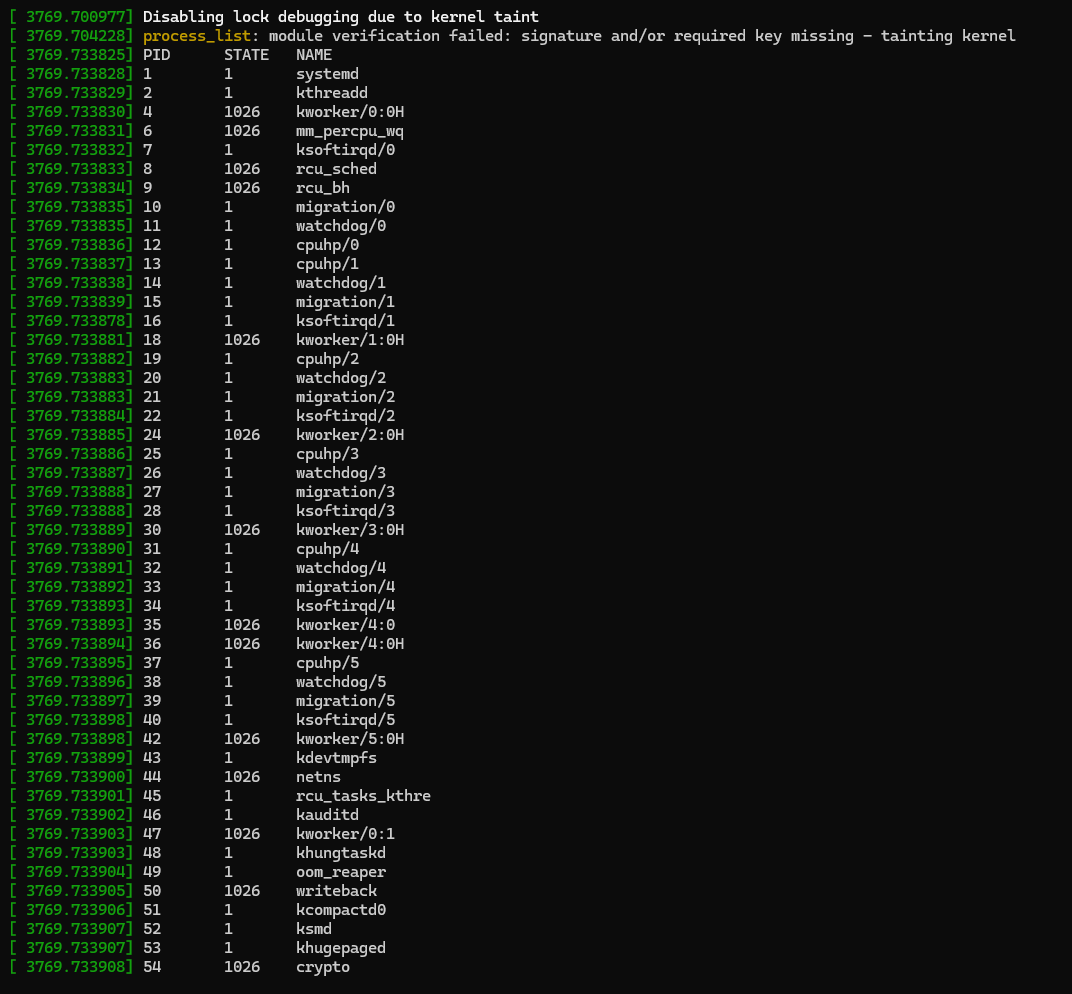 [ 3769.700977] Disabling lock debugging due to kernel taint
[ 3769.704228] process_list: module verification failed: signature and/or required key missing - tainting kernel
[ 3769.733825] PID      STATE   NAME
[ 3769.733828] 1        1       systemd
[ 3769.733829] 2        1       kthreadd
[ 3769.733830] 4        1026    kworker/0:0H
[ 3769.733831] 6        1026    mm_percpu_wq
[ 3769.733832] 7        1       ksoftirqd/0
[ 3769.733833] 8        1026    rcu_sched
[ 3769.733834] 9        1026    rcu_bh
[ 3769.733835] 10       1       migration/0
[ 3769.733835] 11       1       watchdog/0
[ 3769.733836] 12       1       cpuhp/0
[ 3769.733837] 13       1       cpuhp/1
[ 3769.733838] 14       1       watchdog/1
[ 3769.733839] 15       1       migration/1
[ 3769.733878] 16       1       ksoftirqd/1
[ 3769.733881] 18       1026    kworker/1:0H
[ 3769.733882] 19       1       cpuhp/2
[ 3769.733883] 20       1       watchdog/2
[ 3769.733883] 21       1       migration/2
[ 3769.733884] 22       1       ksoftirqd/2
[ 3769.733885] 24       1026    kworker/2:0H
[ 3769.733886] 25       1       cpuhp/3
[ 3769.733887] 26       1       watchdog/3
[ 3769.733888] 27       1       migration/3
[ 3769.733888] 28       1       ksoftirqd/3
[ 3769.733889] 30       1026    kworker/3:0H
[ 3769.733890] 31       1       cpuhp/4
[ 3769.733891] 32       1       watchdog/4
[ 3769.733892] 33       1       migration/4
[ 3769.733893] 34       1       ksoftirqd/4
[ 3769.733893] 35       1026    kworker/4:0
[ 3769.733894] 36       1026    kworker/4:0H
[ 3769.733895] 37       1       cpuhp/5
[ 3769.733896] 38       1       watchdog/5
[ 3769.733897] 39       1       migration/5
[ 3769.733898] 40       1       ksoftirqd/5
[ 3769.733898] 42       1026    kworker/5:0H
[ 3769.733899] 43       1       kdevtmpfs
[ 3769.733900] 44       1026    netns
[ 3769.733901] 45       1       rcu_tasks_kthre
[ 3769.733902] 46       1       kauditd
[ 3769.733903] 47       1026    kworker/0:1
[ 3769.733903] 48       1       khungtaskd
[ 3769.733904] 49       1       oom_reaper
[ 3769.733905] 50       1026    writeback
[ 3769.733906] 51       1       kcompactd0
[ 3769.733907] 52       1       ksmd
[ 3769.733907] 53       1       khugepaged
[ 3769.733908] 54       1026    crypto